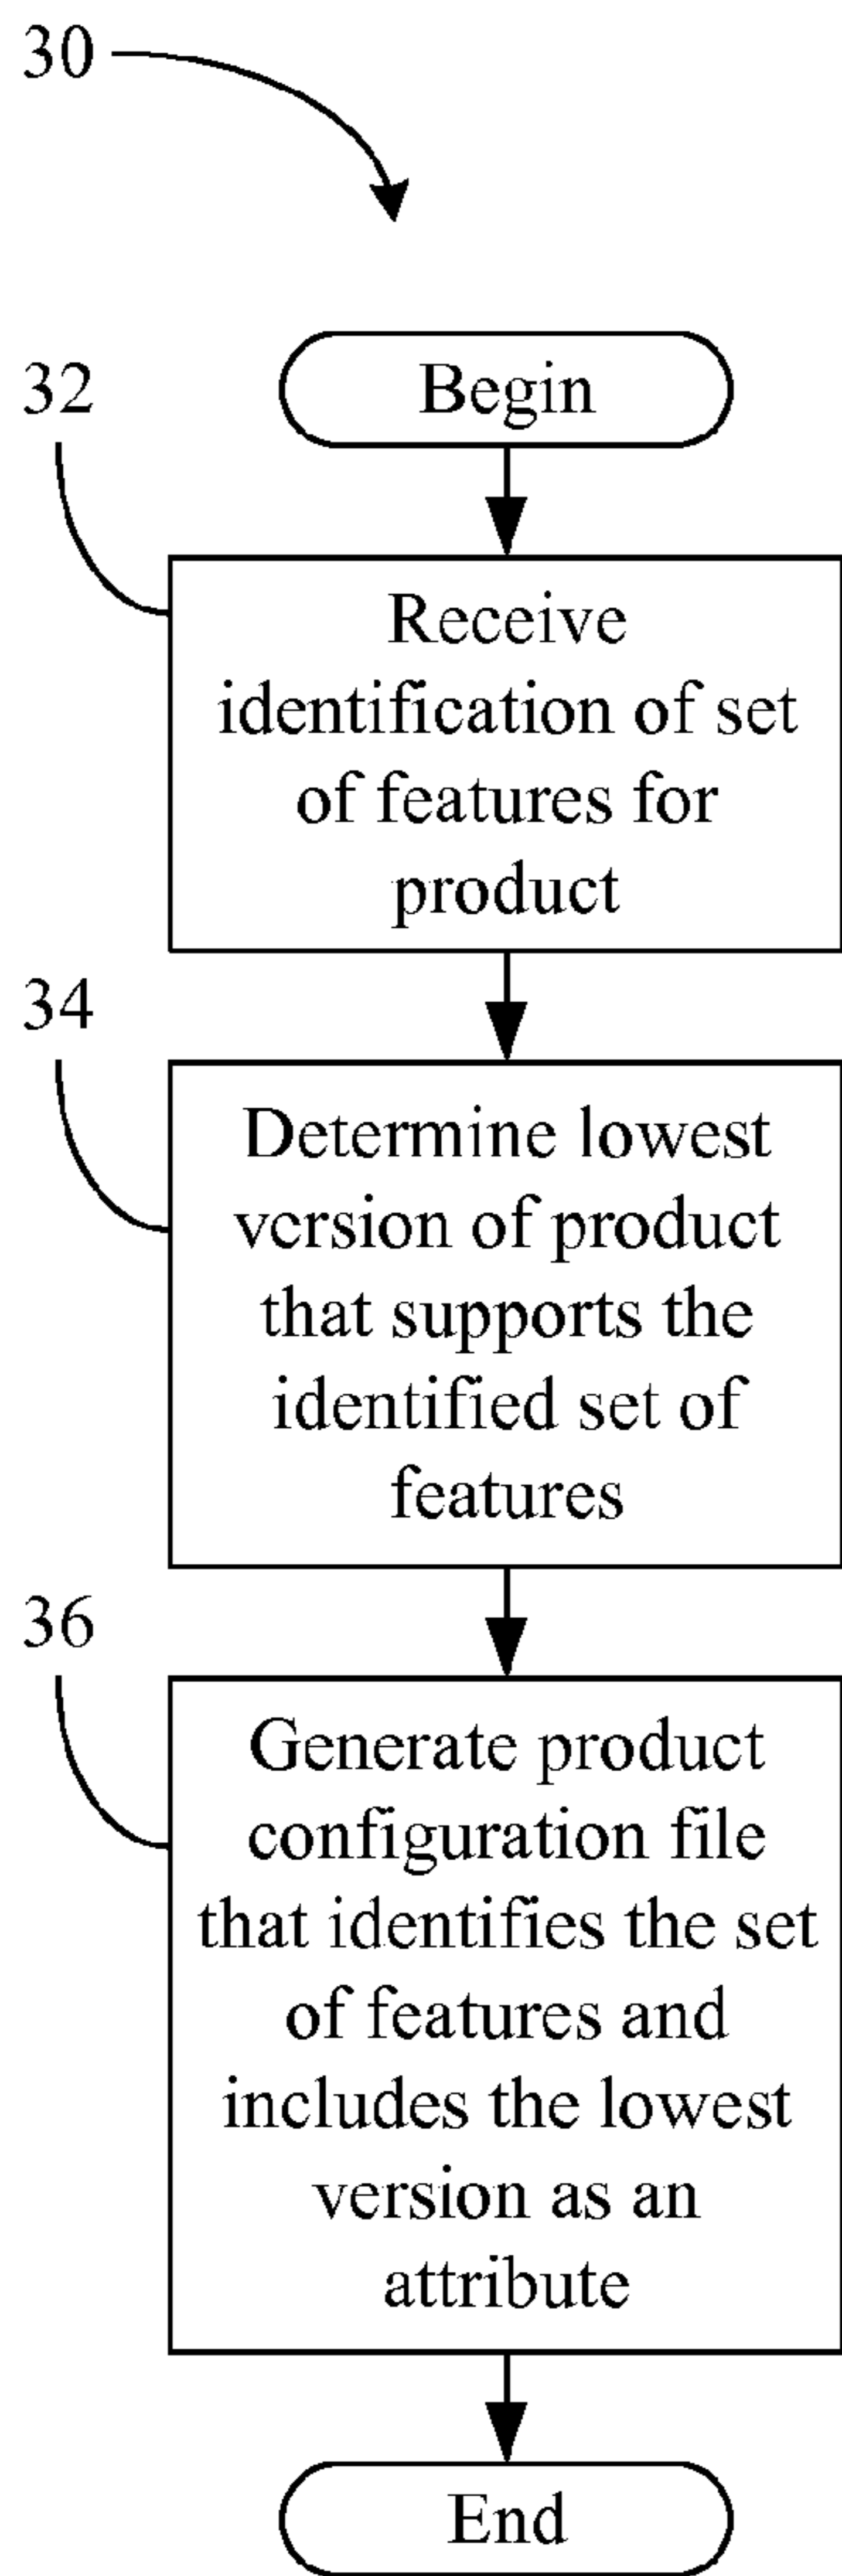 30
32
Begin
Receive
identification of set
of features for
product
34
Determine lowest
version of product
that supports the
identified set of
features
36
Generate product
configuration file
that identifies the set
of features and
includes the lowest
version as an
attribute
End